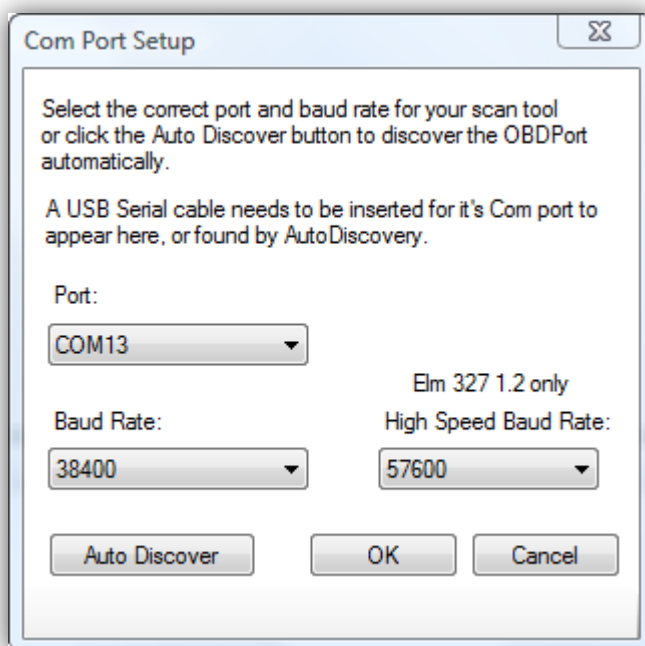 Com Port Setup
Select the correct port and baud rate for your scan tool
or click the Auto Discover button to discover the OBDPort
automatically.
A USB Serial cable needs to be inserted for it's Com port to
appear here, or found by AutoDiscovery.
Port:
COM13
Elm 327 1.2 only
Baud Rate:
High Speed Baud Rate:
38400
57600
Auto Discover
OK
Cancel